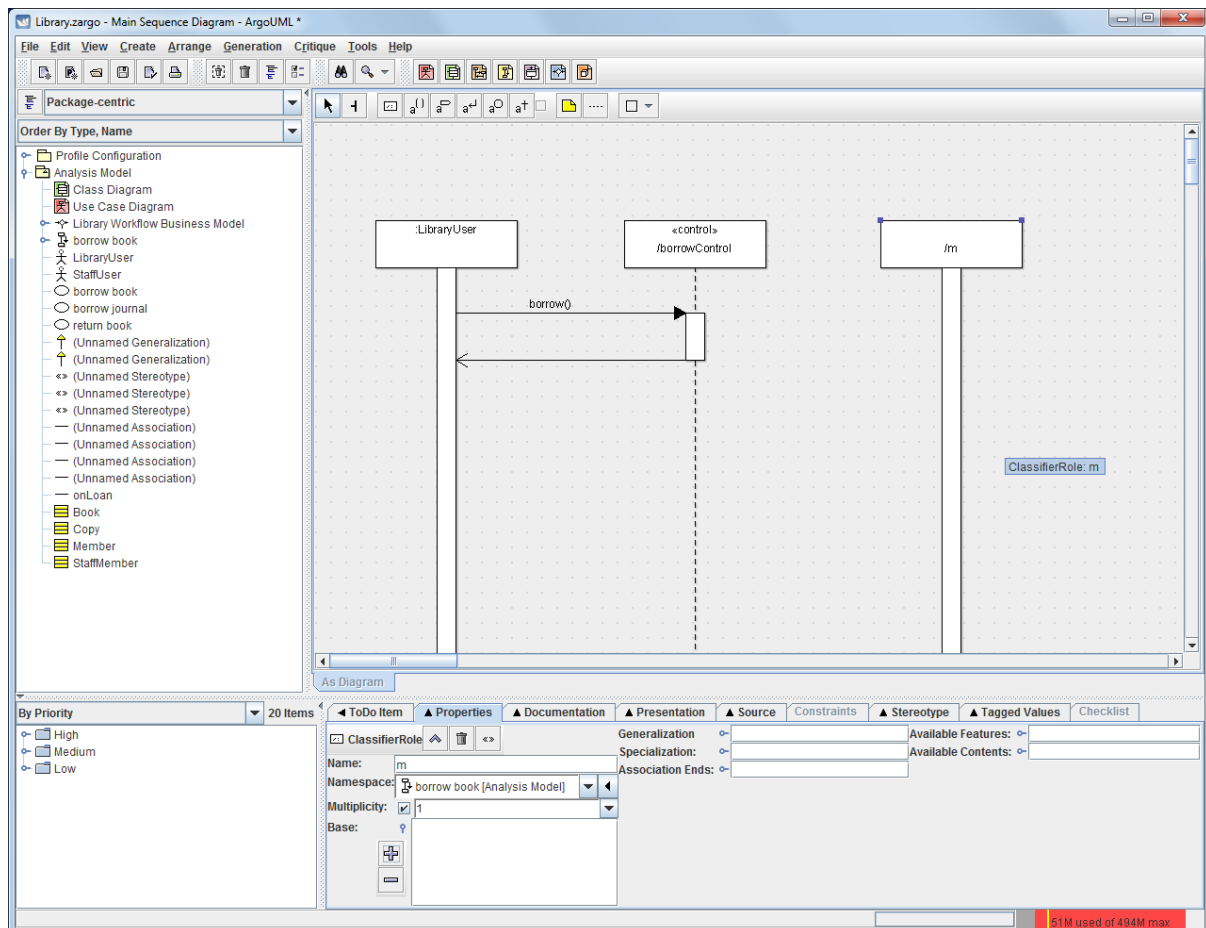 Library.zargo - Main Sequence Diagram - ArgoUML *
File Edit View Create Arrange Generation Critique Tools Help
Package-centric
Order By Type, Name
Profile Configuration
Analysis Model
Class Diagram
Use Case Diagram
Library Workflow Business Model
borrow book
LibraryUser
StaffUser
borrow book
borrow journal
return book
(Unnamed Generalization)
(Unnamed Generalization)
(Unnamed Stereotype)
(Unnamed Stereotype)
(Unnamed Stereotype)
(Unnamed Association)
(Unnamed Association)
(Unnamed Association)
(Unnamed Association)
onLoan
Book
Copy
Member
StaffMember
:LibraryUser
«control»
/borrowControl
/m
borrow()
ClassifierRole: m
As Diagram
By Priority 20 Items
High
Medium
Low
ToDo Item Properties Documentation Presentation Source Constraints Stereotype Tagged Values Checklist
ClassifierRole
Name: m
Namespace: borrow book [Analysis Model]
Multiplicity: 1
Base:
Generalization
Specialization:
Association Ends:
Available Features:
Available Contents:
51M used of 494M max